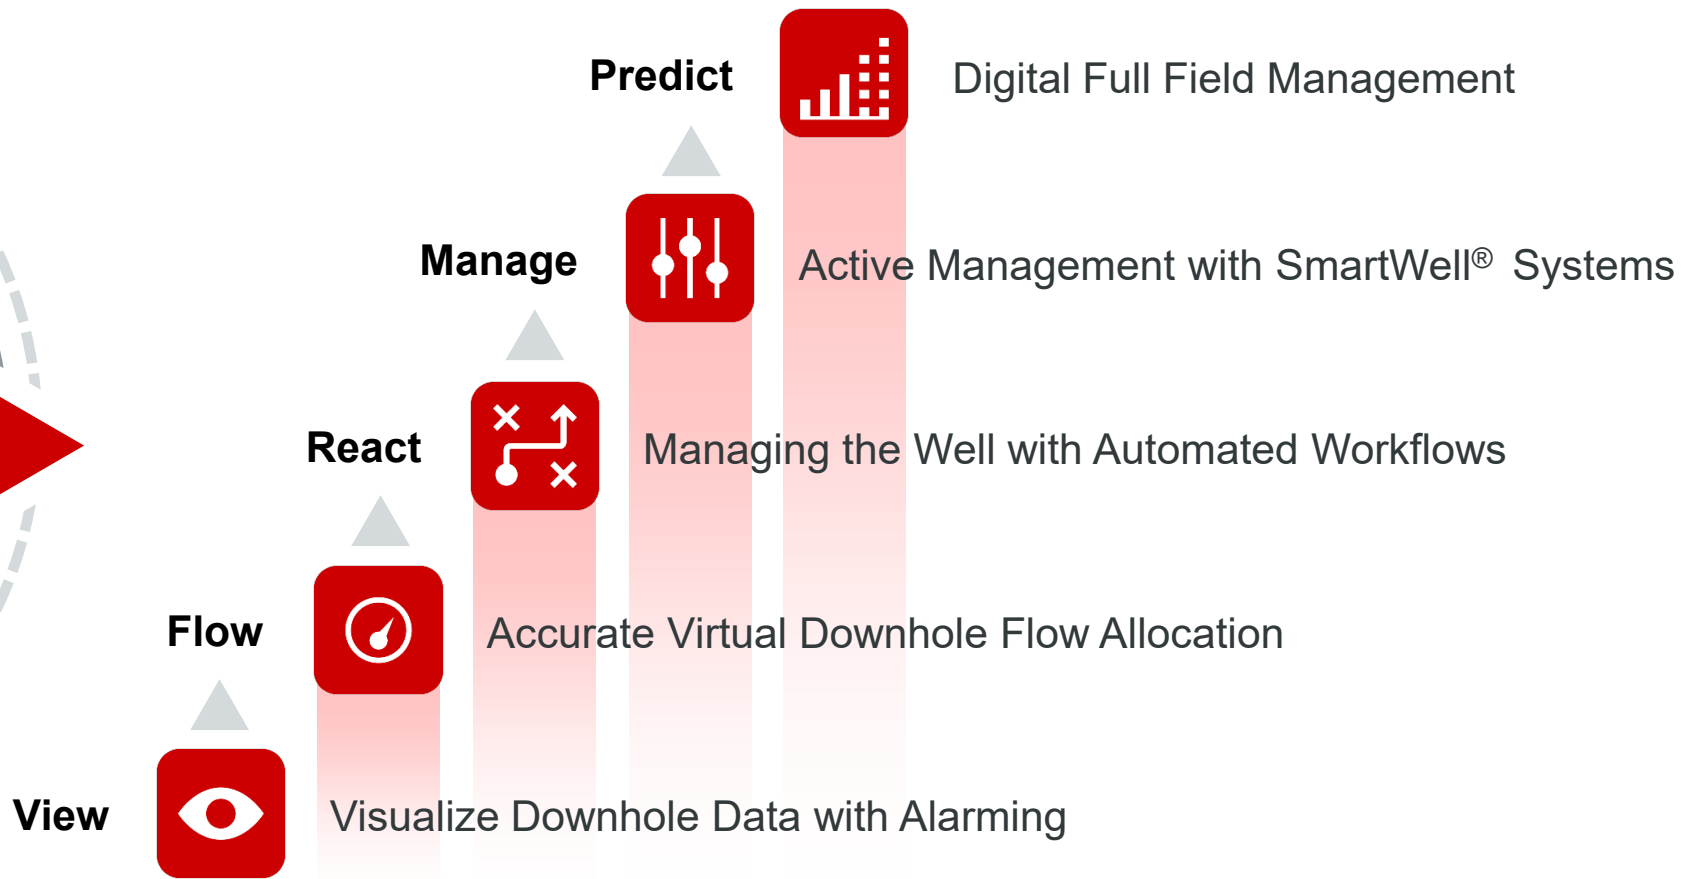 Predict
Digital Full Field Management
Manage
Active Management with SmartWell® Systems
React
Managing the Well with Automated Workflows
Flow
Accurate Virtual Downhole Flow Allocation
View
Visualize Downhole Data with Alarming